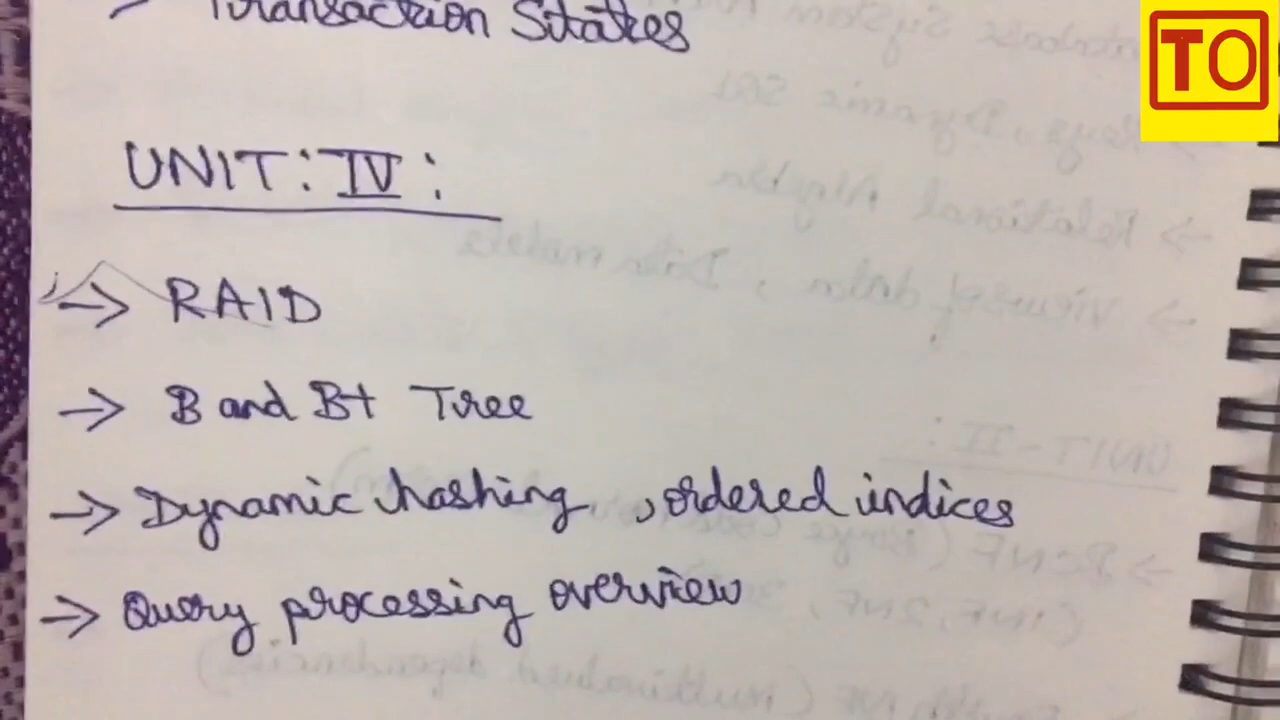 → Transaction States
TO
UNIT: IV :
→ RAID
→ B and B+ Tree
→ Dynamic hashing , ordered indices
→ Query processing overview